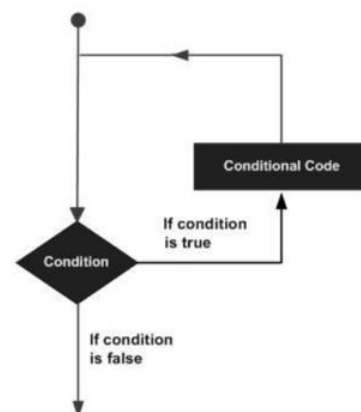 Conditional Code
If condition
is true
Condition
If condition
is false